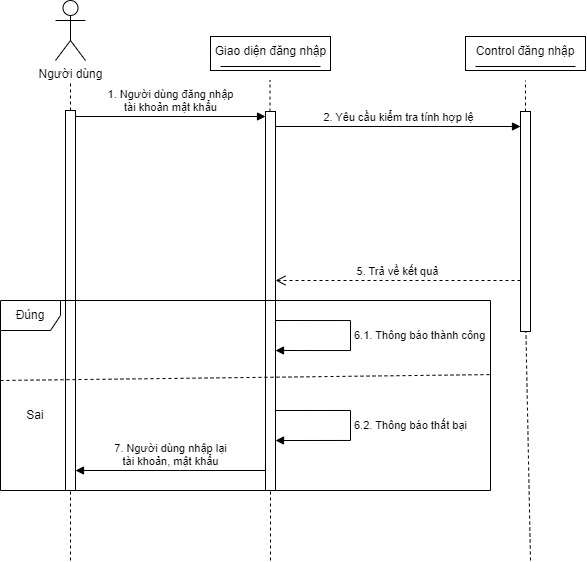 Người dùng
Giao diện đăng nhập
Control đăng nhập
1. Người dùng đăng nhập
tài khoản mật khẩu
2. Yêu cầu kiểm tra tính hợp lệ
5. Trả về kết quả
Đúng
6.1. Thông báo thành công
Sai
6.2. Thông báo thất bại
7. Người dùng nhập lại
tài khoản, mật khẩu